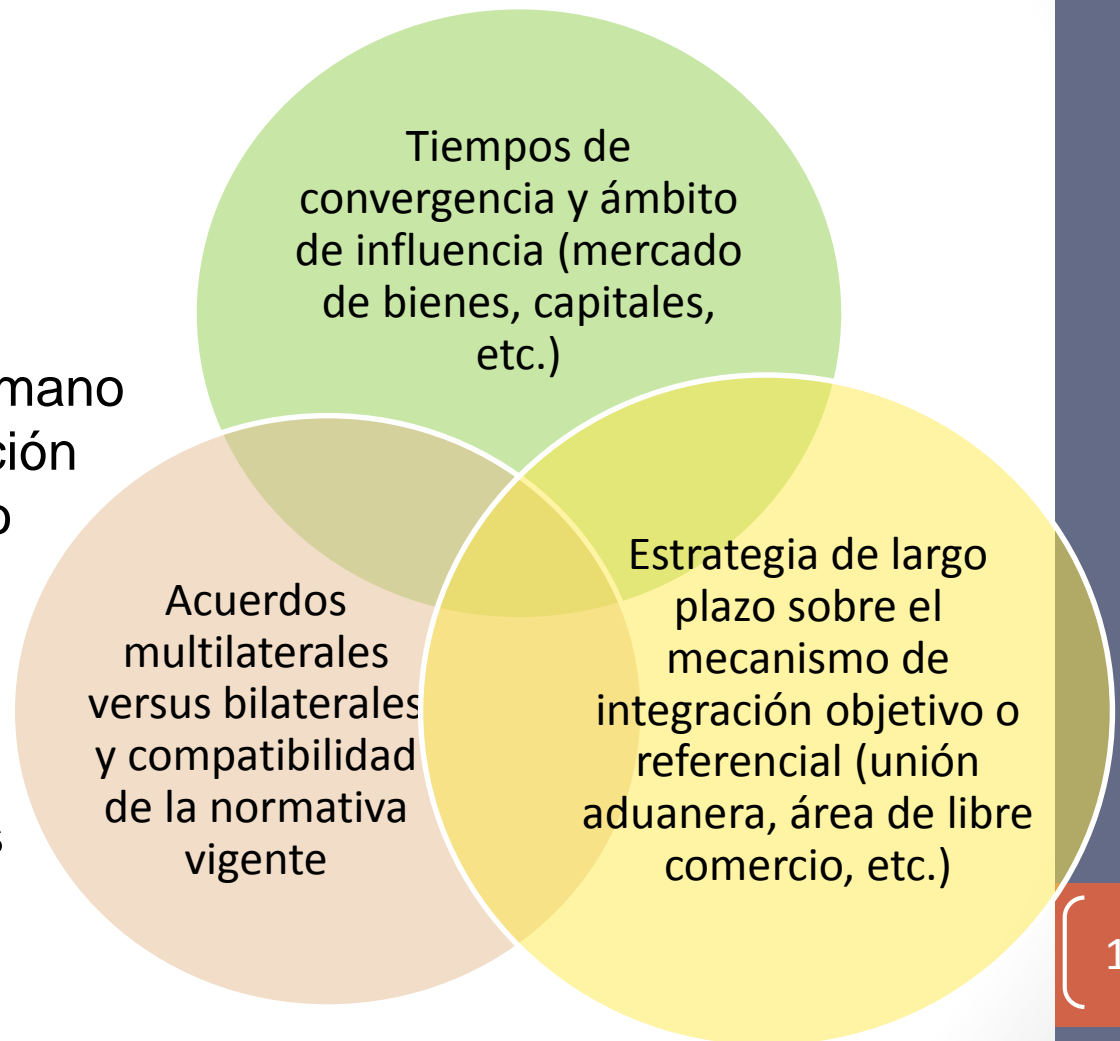 Tiempos de
convergencia y ámbito
de influencia (mercado
de bienes, capitales,
etc.)
Acuerdos
multilaterales
versus bilaterales
y compatibilidad
de la normativa
vigente
Estrategia de largo
plazo sobre el
mecanismo de
integración objetivo o
referencial (unión
aduanera, área de libre
comercio, etc.)